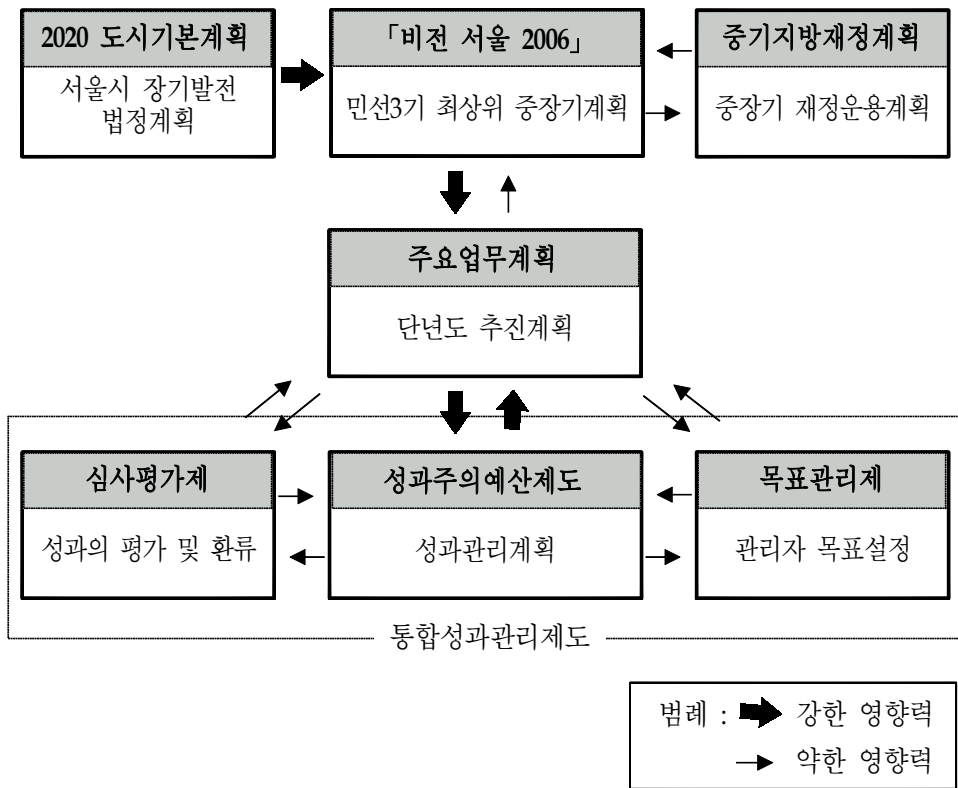 2020 도시기본계획
서울시 장기발전
법정계획
「비전 서울 2006」
민선3기 최상위 중장기계획
중기지방재정계획
중장기 재정운용계획
주요업무계획
단년도 추진계획
심사평가제
성과의 평가 및 환류
성과주의예산제도
성과관리계획
목표관리제
관리자 목표설정
통합성과관리제도
범례 : 강한 영향력
약한 영향력